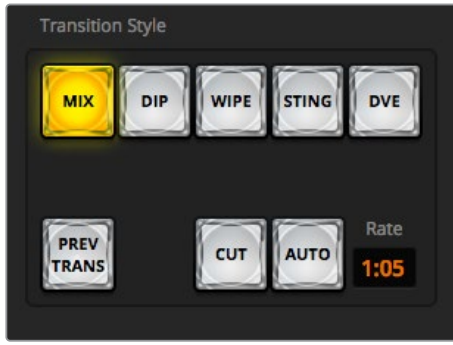 Transition Style
MIX
DIP
WIPE
STING
DVE
PREV
TRANS
CUT
AUTO
Rate
1:05